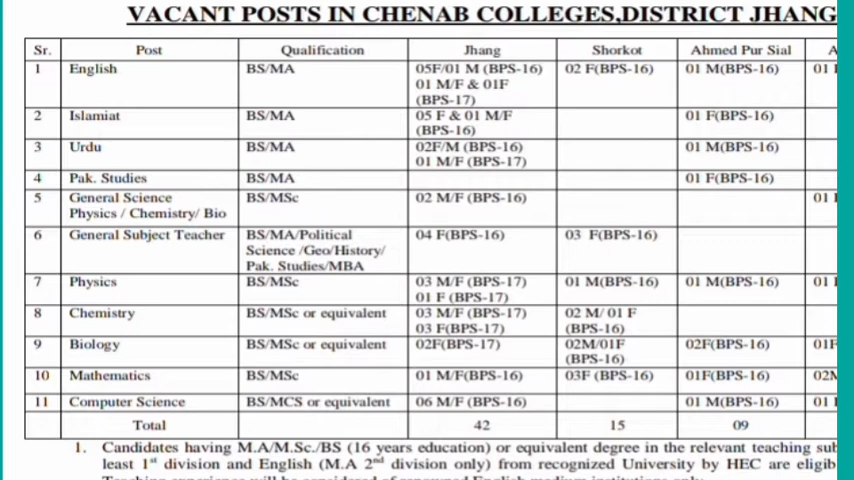 VACANT POSTS IN CHENAB COLLEGES,DISTRICT JHANG
Sr. Post Qualification Jhang Shorkot Ahmed Pur Sial A
1 English BS/MA 05F/01 M (BPS-16) 02 F(BPS-16) 01 M(BPS-16) 01
01 M/F & 01F
(BPS-17)
2 Islamiat BS/MA 05 F & 01 M/F 01 F(BPS-16)
(BPS-16)
3 Urdu BS/MA 02F/M (BPS-16) 01 M(BPS-16)
01 M/F (BPS-17)
4 Pak. Studies BS/MA 01 F(BPS-16)
5 General Science BS/MSc 02 M/F (BPS-16) 01
Physics / Chemistry/ Bio
6 General Subject Teacher BS/MA/Political 04 F(BPS-16) 03 F(BPS-16)
Science /Geo/History/
Pak. Studies/MBA
7 Physics BS/MSc 03 M/F (BPS-17) 01 M(BPS-16) 01 M(BPS-16) 01
01 F (BPS-17)
8 Chemistry BS/MSc or equivalent 03 M/F (BPS-17) 02 M/ 01 F
03 F(BPS-17) (BPS-16)
9 Biology BS/MSc or equivalent 02F(BPS-17) 02M/01F 02F(BPS-16) 01F
(BPS-16)
10 Mathematics BS/MSc 01 M/F(BPS-16) 03F (BPS-16) 01F(BPS-16) 02M
11 Computer Science BS/MCS or equivalent 06 M/F (BPS-16) 01 M(BPS-16) 01
Total 42 15 09
1. Candidates having M.A/M.Sc./BS (16 years education) or equivalent degree in the relevant teaching sub
least 1st division and English (M.A 2nd division only) from recognized University by HEC are eligib